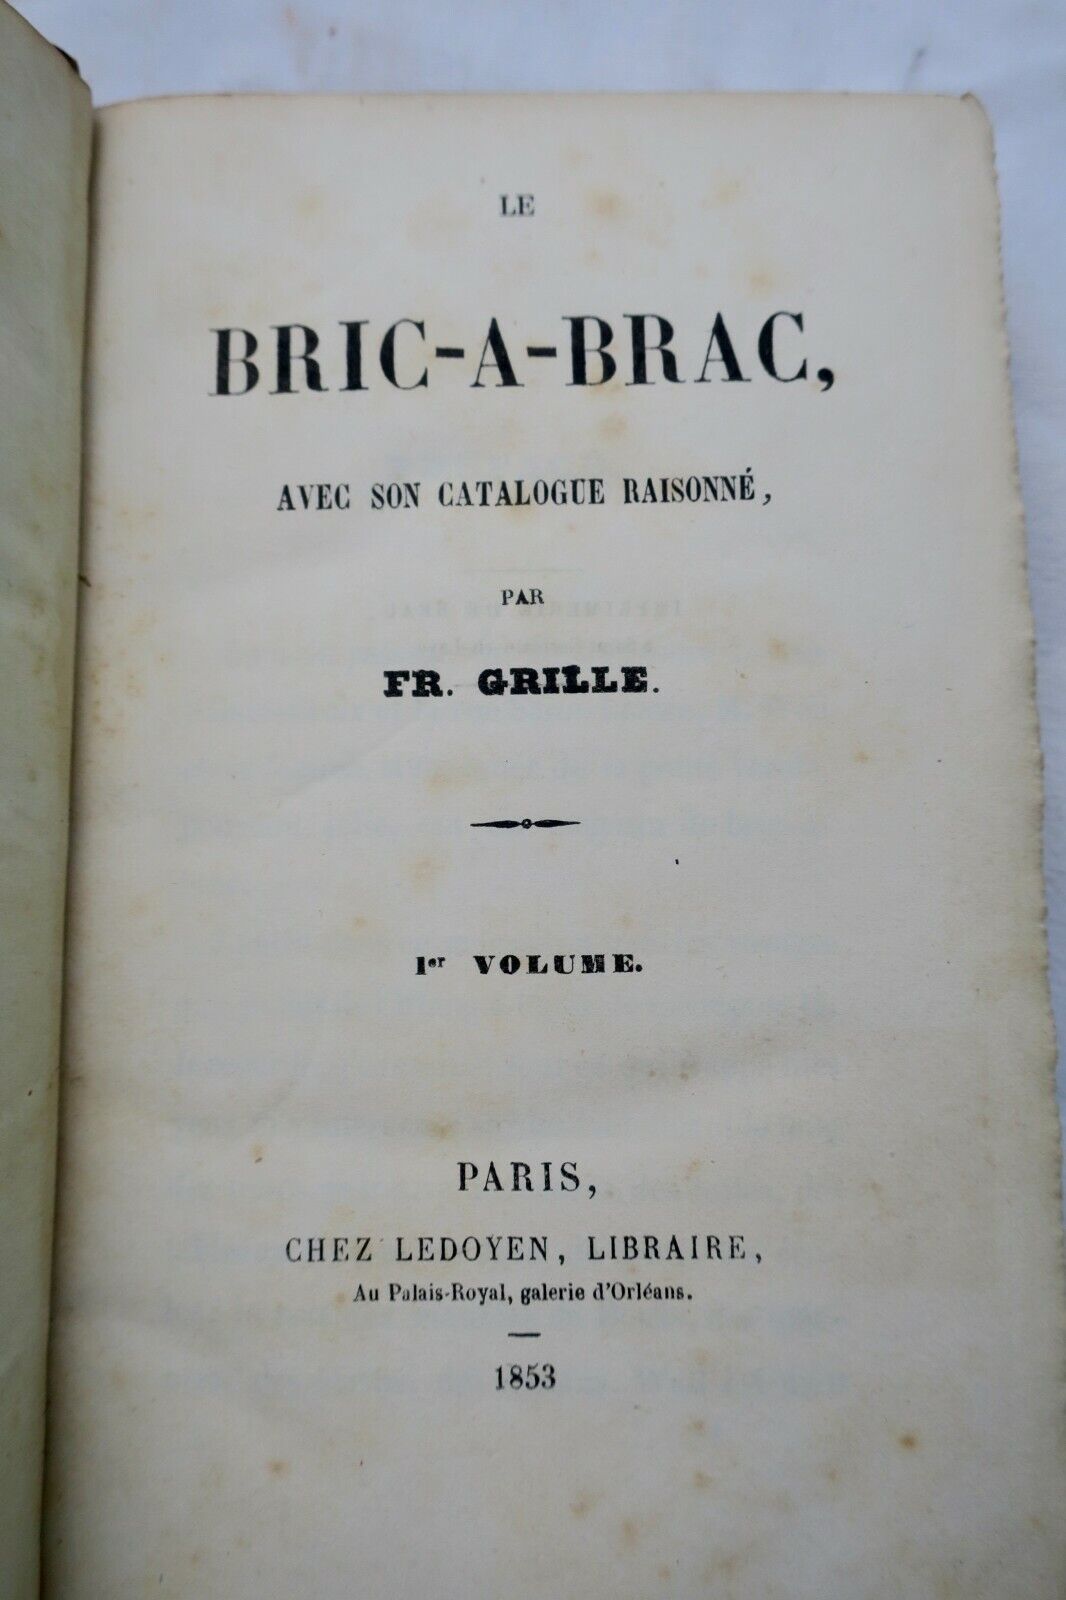 LE
BRIC-A-BRAC,
AVEC SON CATALOGUE RAISONNÉ,
PAR
FR. GRILLE.
1er VOLUME.
PARIS,
CHEZ LEDOYEN, LIBRAIRE,
Au Palais-Royal, galerie d'Orléans.
1853